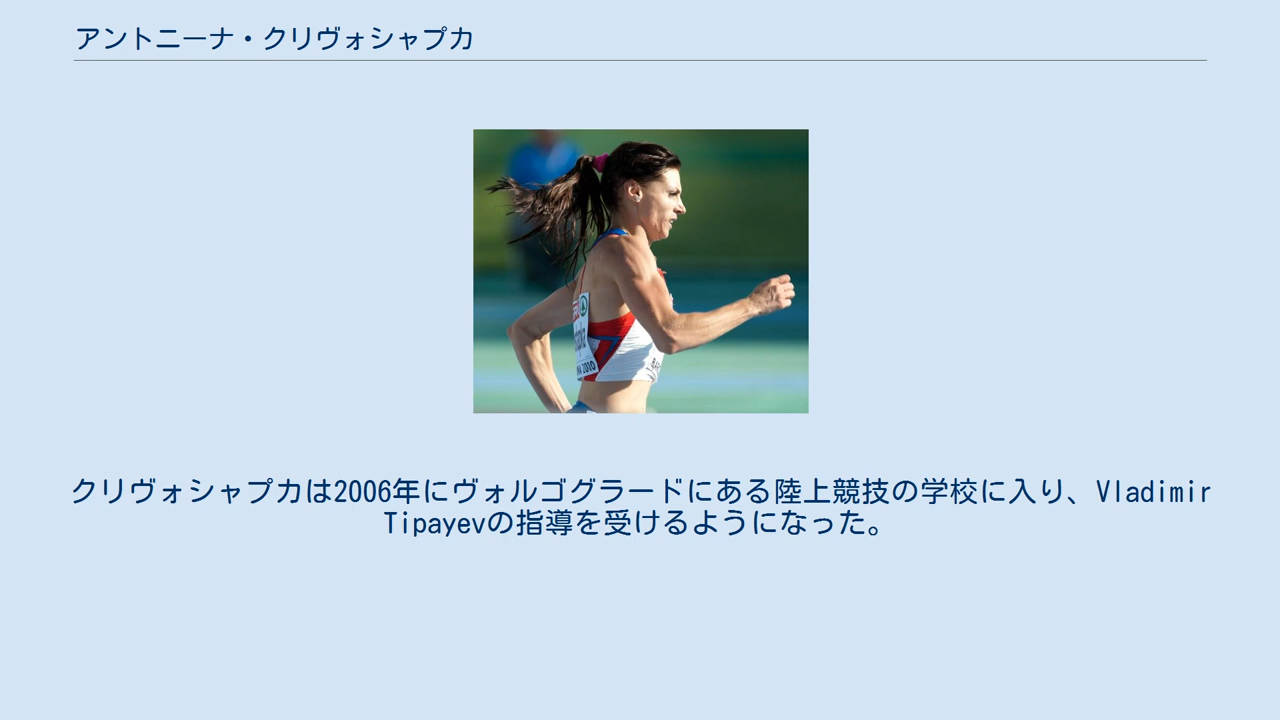 アントニーナ・クリヴォシャプカ
クリヴォシャプカは2006年にヴォルゴグラードにある陸上競技の学校に入り、Vladimir
Tipayevの指導を受けるようになった。